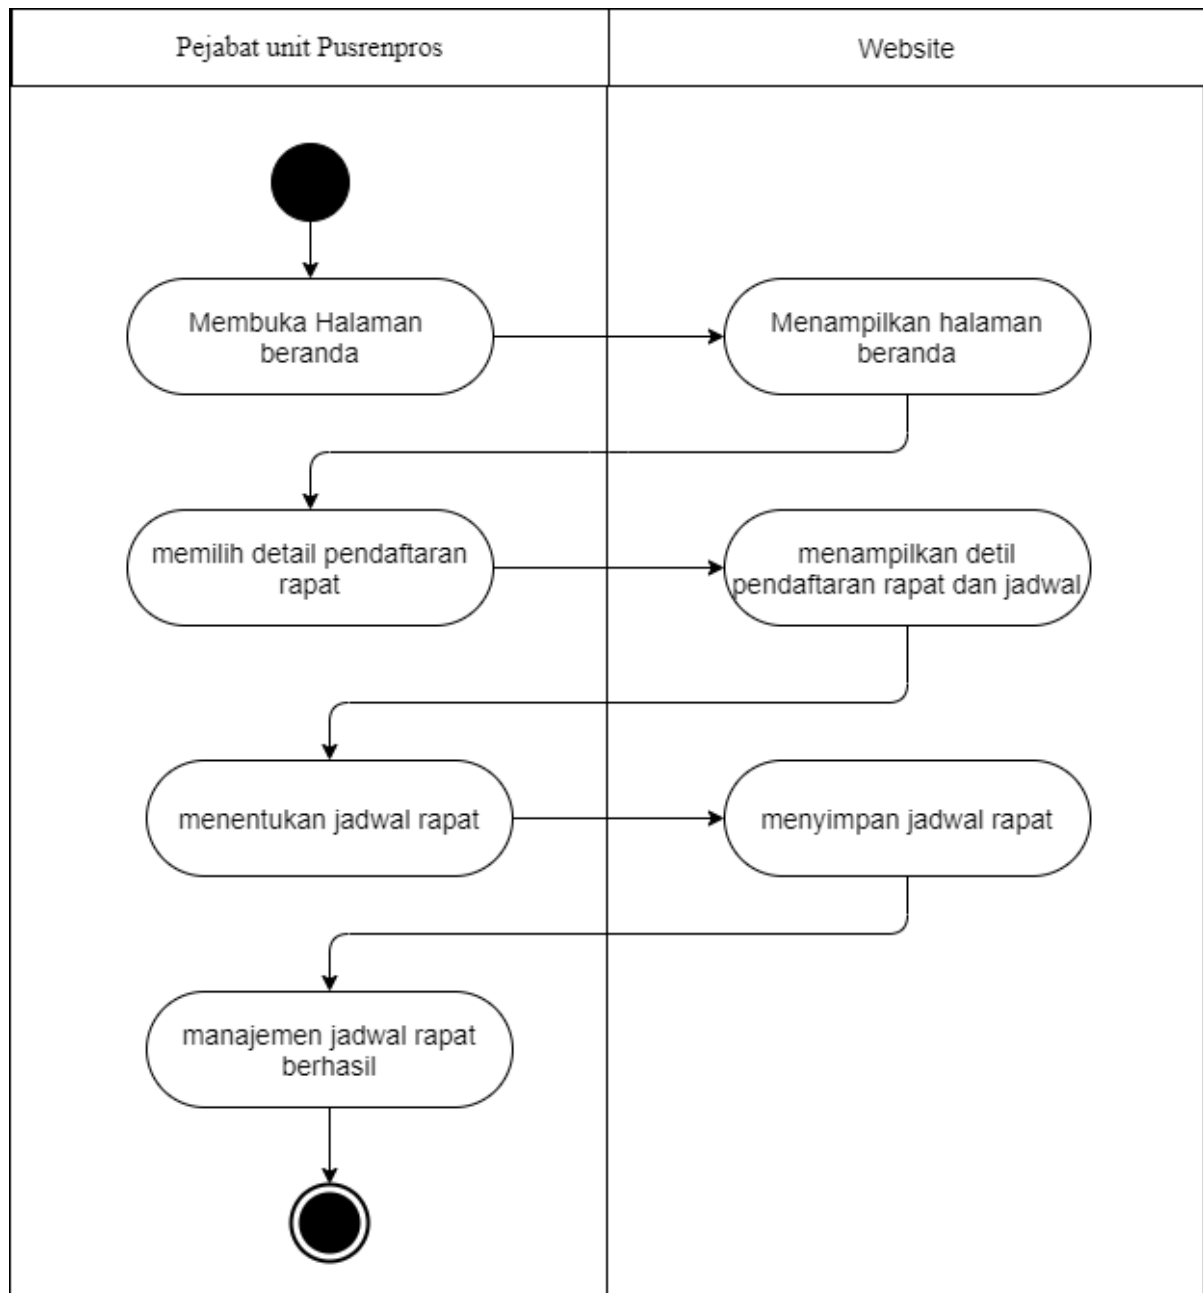 Pejabat unit Pusrenpros
Website
Membuka Halaman
beranda
Menampilkan halaman
beranda
memilih detail pendaftaran
rapat
menampilkan detil
pendaftaran rapat dan jadwal
menentukan jadwal rapat
menyimpan jadwal rapat
manajemen jadwal rapat
berhasil